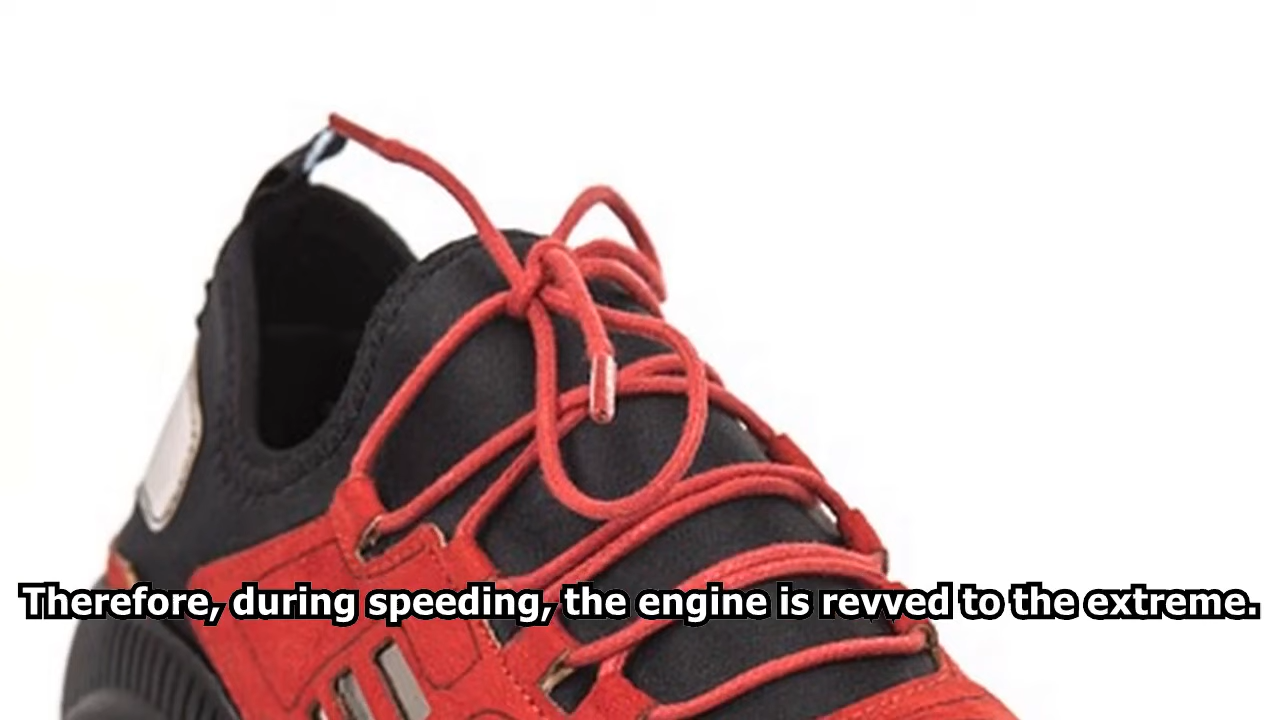 Therefore, during speeding, the engine is revved to the extreme.